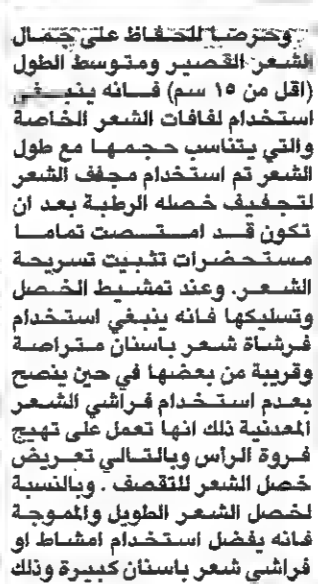 وحرصا للحفاظ على جمال
الشعر القصير ومتوسط الطول
(اقل من ١٥ سم) فانه ينبغي
استخدام لفافات الشعر الخاصة
والتي يتناسب حجمها مع طول
الشعر تم استخدام مجفف الشعر
لتجفيف خصله الرطبة بعد ان
تكون قد امتصت تماما
مستحضرات تثبيت تسريحة
الشعر. وعند تمشيط الخصل
وتسليكها فانه ينبغي استخدام
فرشاة شعر باسنان متراصة
وقريبة من بعضها في حين ينصح
بعدم استخدام فراشي الشعر
المعدنية ذلك انها تعمل على تهيج
فروة الرأس وبالتالي تعريض
خصل الشعر للتقصف . وبالنسبة
لخصل الشعر الطويل والمموجة
فانه يفضل استخدام امشاط او
فراشي شعر باسنان كبيرة وذلك